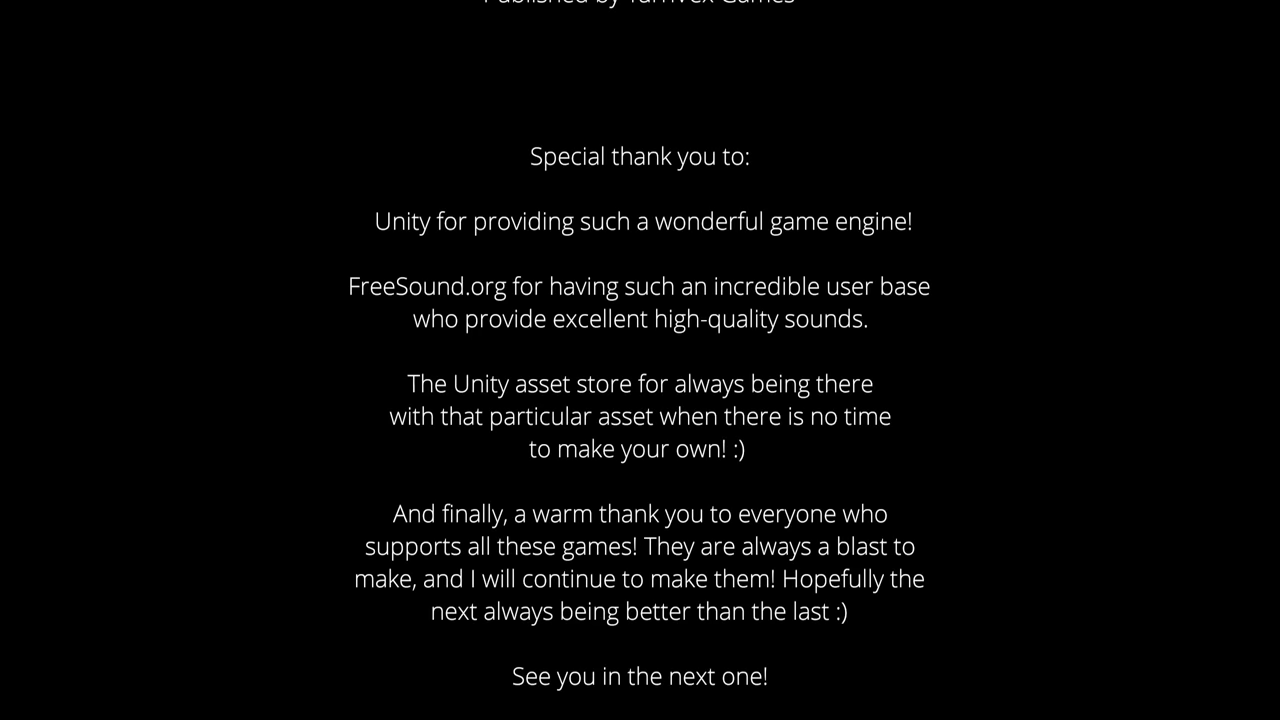 Published by Games
Special thank you to:
Unity for providing such a wonderful game engine!
FreeSound.org for having such an incredible user base
who provide excellent high-quality sounds.
The Unity asset store for always being there
with that particular asset when there is no time
to make your own! :)
And finally, a warm thank you to everyone who
supports all these games! They are always a blast to
make, and I will continue to make them! Hopefully the
next always being better than the last :)
See you in the next one!